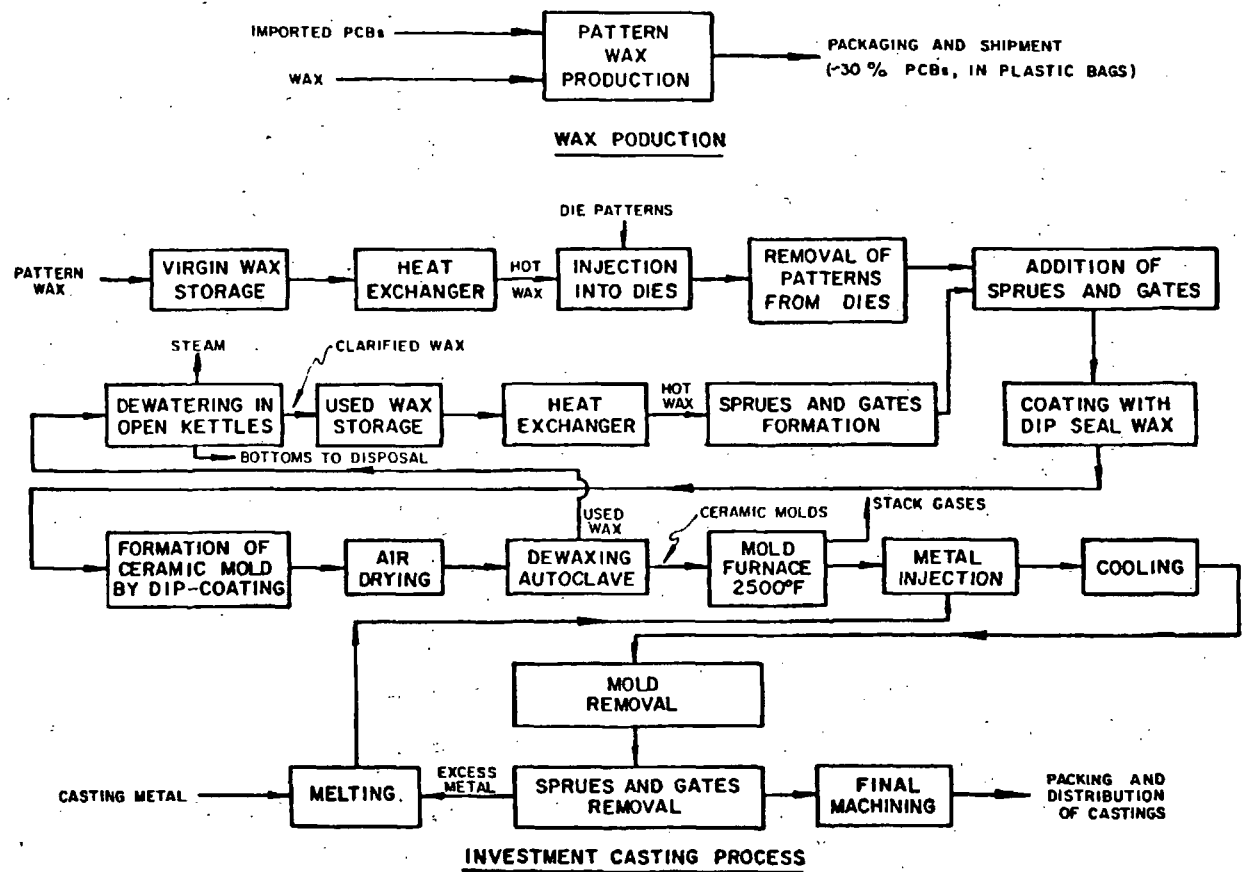 IMPORTED PCBs
WAX
PATTERN
WAX
PRODUCTION
PACKAGING AND SHIPMENT
(~30% PCBs, IN PLASTIC BAGS)
WAX PODUCTION
DIE PATTERNS
PATTERN
WAX
VIRGIN WAX
STORAGE
HEAT
EXCHANGER
HOT
WAX
INJECTION
INTO DIES
REMOVAL OF
PATTERNS
FROM DIES
ADDITION OF
SPRUES AND GATES
STEAM
CLARIFIED WAX
DEWATERING IN
OPEN KETTLES
USED WAX
STORAGE
HEAT
EXCHANGER
HOT
WAX
SPRUES AND GATES
FORMATION
COATING WITH
DIP SEAL WAX
BOTTOMS TO DISPOSAL
USED
WAX
CERAMIC MOLDS
STACK GASES
FORMATION OF
CERAMIC MOLD
BY DIP-COATING
AIR
DRYING
DEWAXING
AUTOCLAVE
MOLD
FURNACE
2500°F
METAL
INJECTION
COOLING
MOLD
REMOVAL
CASTING METAL
MELTING.
EXCESS
METAL
SPRUES AND GATES
REMOVAL
FINAL
MACHINING
PACKING AND
DISTRIBUTION
OF CASTINGS
INVESTMENT CASTING PROCESS